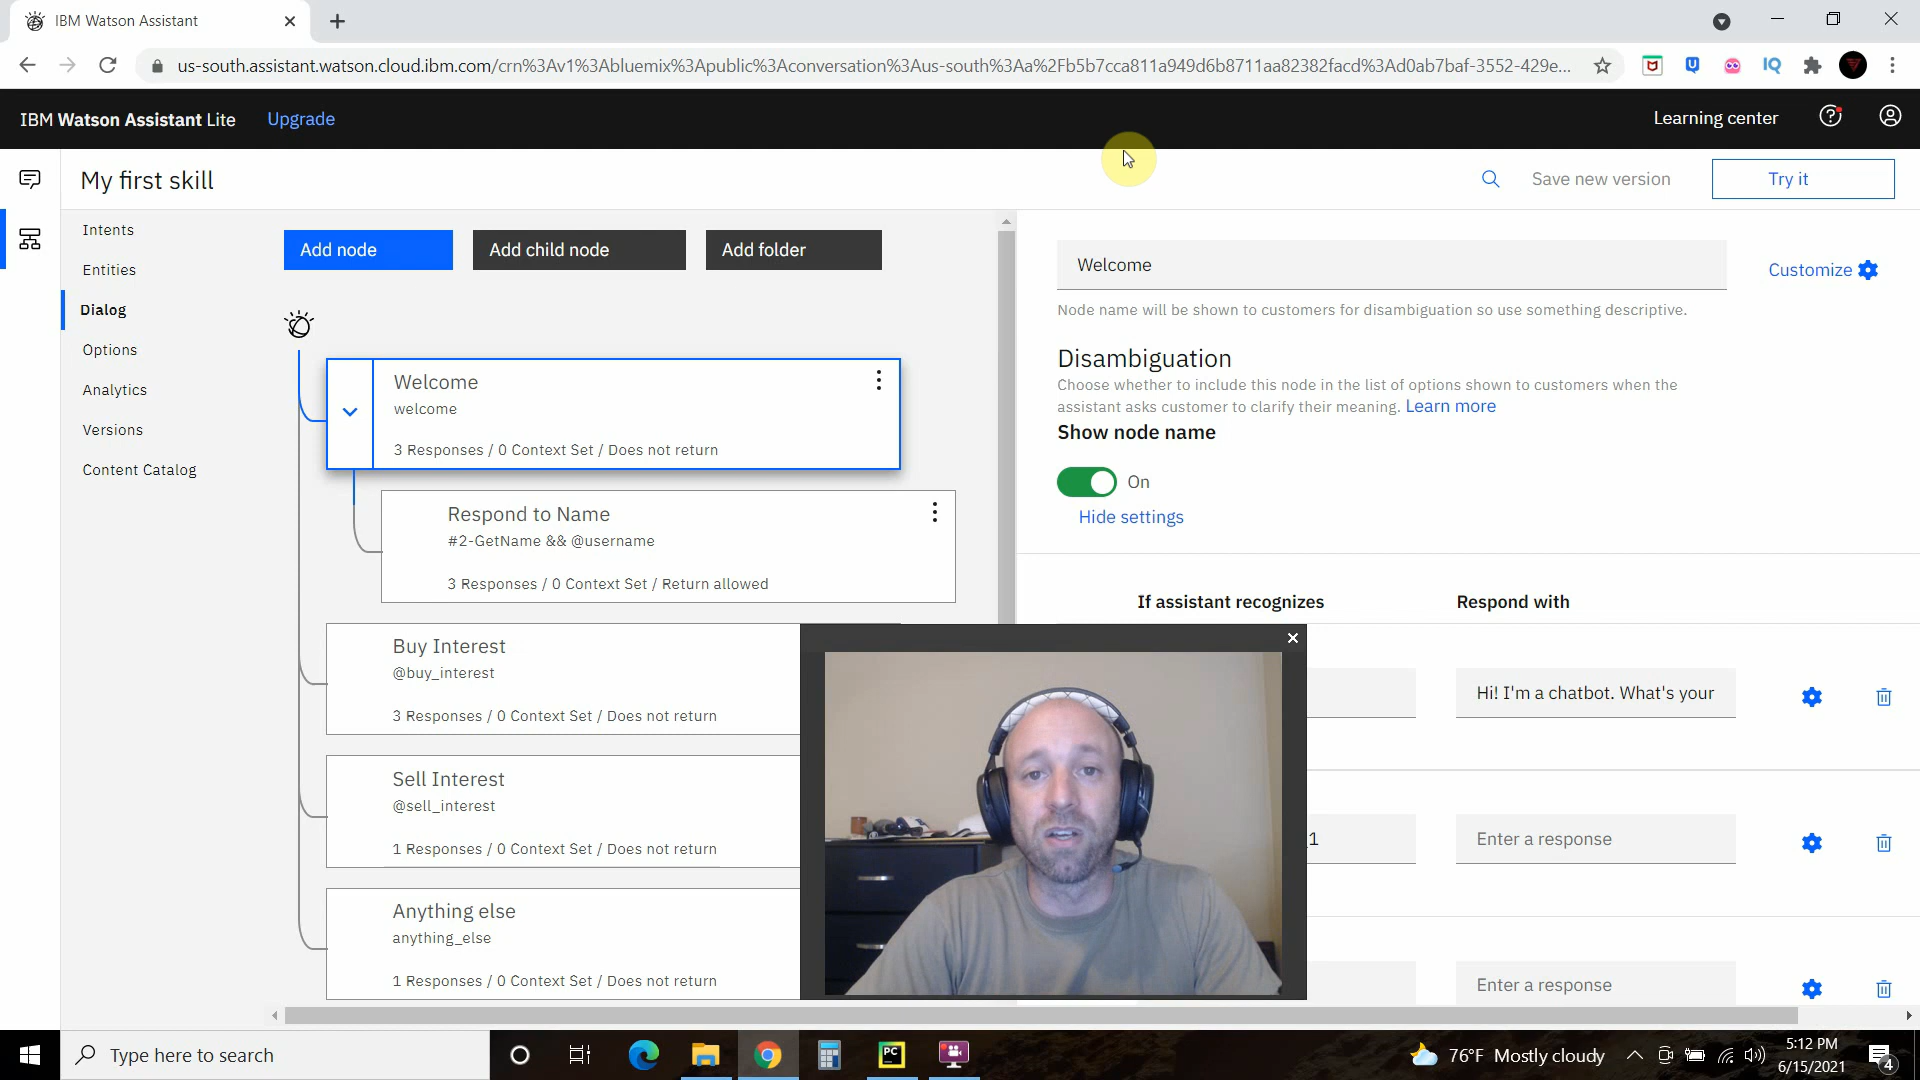 IBM Watson Assistant
us-south.assistant.watson.cloud.ibm.com/crn%3Av1%3Abluemix%3Apublic%3Aconversation%3Aus-south%3Aa%2Fb5b7cca811a949d6b8711aa82382facd%3Ad0ab7baf-3552-429e...
IQ
IBM Watson Assistant Lite
Upgrade
Learning center
My first skill
Save new version
Try it
Intents
Entities
Dialog
Options
Analytics
Versions
Content Catalog
Add node
Add child node
Add folder
Welcome
welcome
3 Responses / 0 Context Set / Does not return
Respond to Name
#2-GetName && @username
3 Responses / 0 Context Set / Return allowed
Buy Interest
@buy_interest
3 Responses / 0 Context Set / Does not return
Sell Interest
@sell_interest
1 Responses / 0 Context Set / Does not return
Anything else
anything_else
1 Responses / 0 Context Set / Does not return
Welcome
Customize
Node name will be shown to customers for disambiguation so use something descriptive.
Disambiguation
Choose whether to include this node in the list of options shown to customers when the
assistant asks customer to clarify their meaning. Learn more
Show node name
On
Hide settings
If assistant recognizes
Respond with
Hi! I'm a chatbot. What's your
_1
Enter a response
Enter a response
Type here to search
PC
76°F Mostly cloudy
5:12 PM
6/15/2021
4